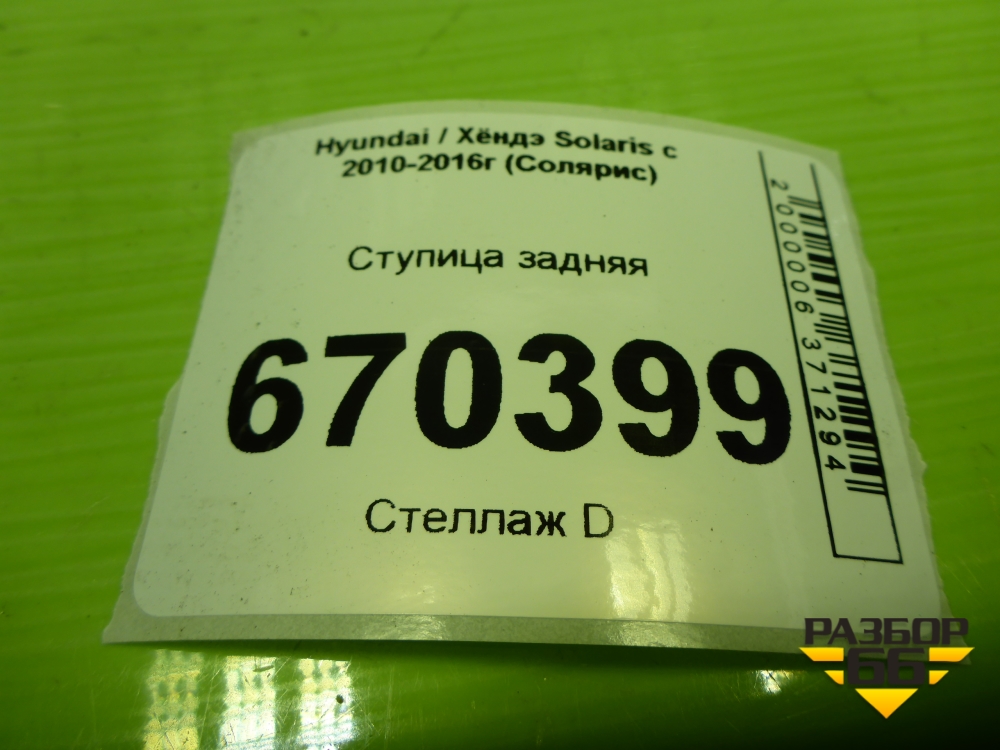 Hyundai / Хёндэ Solaris с
2010-2016г (Солярис)
Ступица задняя
670399
Стеллаж D
2000006371294
РАЗБОР
66